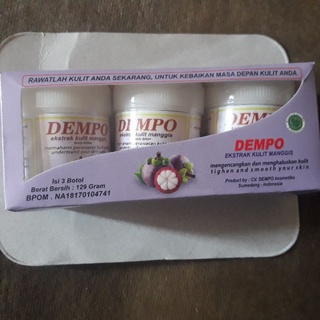 RAWATLAH KULIT ANDA SEKARANG, UNTUK KEBAIKAN MASA DEPAN KULIT ANDA
DEMPO
ekstrak kulit manggis
DEMPO
ekstrak kulit manggis
DEMPO
EKSTRAK KULIT MANGGIS
mengencangkan dan menghaluskan kulit
tighen and smooth your skin
Product by : CV. DEMPO kosmetika
Sumedang - Indonesia
Isi 3 Botol
Berat Bersih : 129 Gram
BPOM . NA18170104741